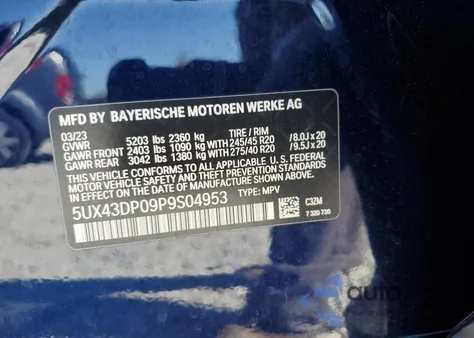 MFD BY BAYERISCHE MOTOREN WERKE AG
03/23
GVWR 5203 lbs 2360 kg TIRE / RIM
GAWR FRONT 2403 lbs 1090 kg WITH 245/45 R20 /8.0J x 20
GAWR REAR 3042 lbs 1380 kg WITH 275/40 R20 /9.5J x 20
THIS VEHICLE CONFORMS TO ALL APPLICABLE FEDERAL MOTOR
VEHICLE SAFETY, BUMPER AND THEFT PREVENTION STANDARDS
IN EFFECT ON THE DATE OF MANUFACTURE SHOWN ABOVE.
5UX43DP09P9S04953 TYPE: MPV
C3ZM
7 320 730